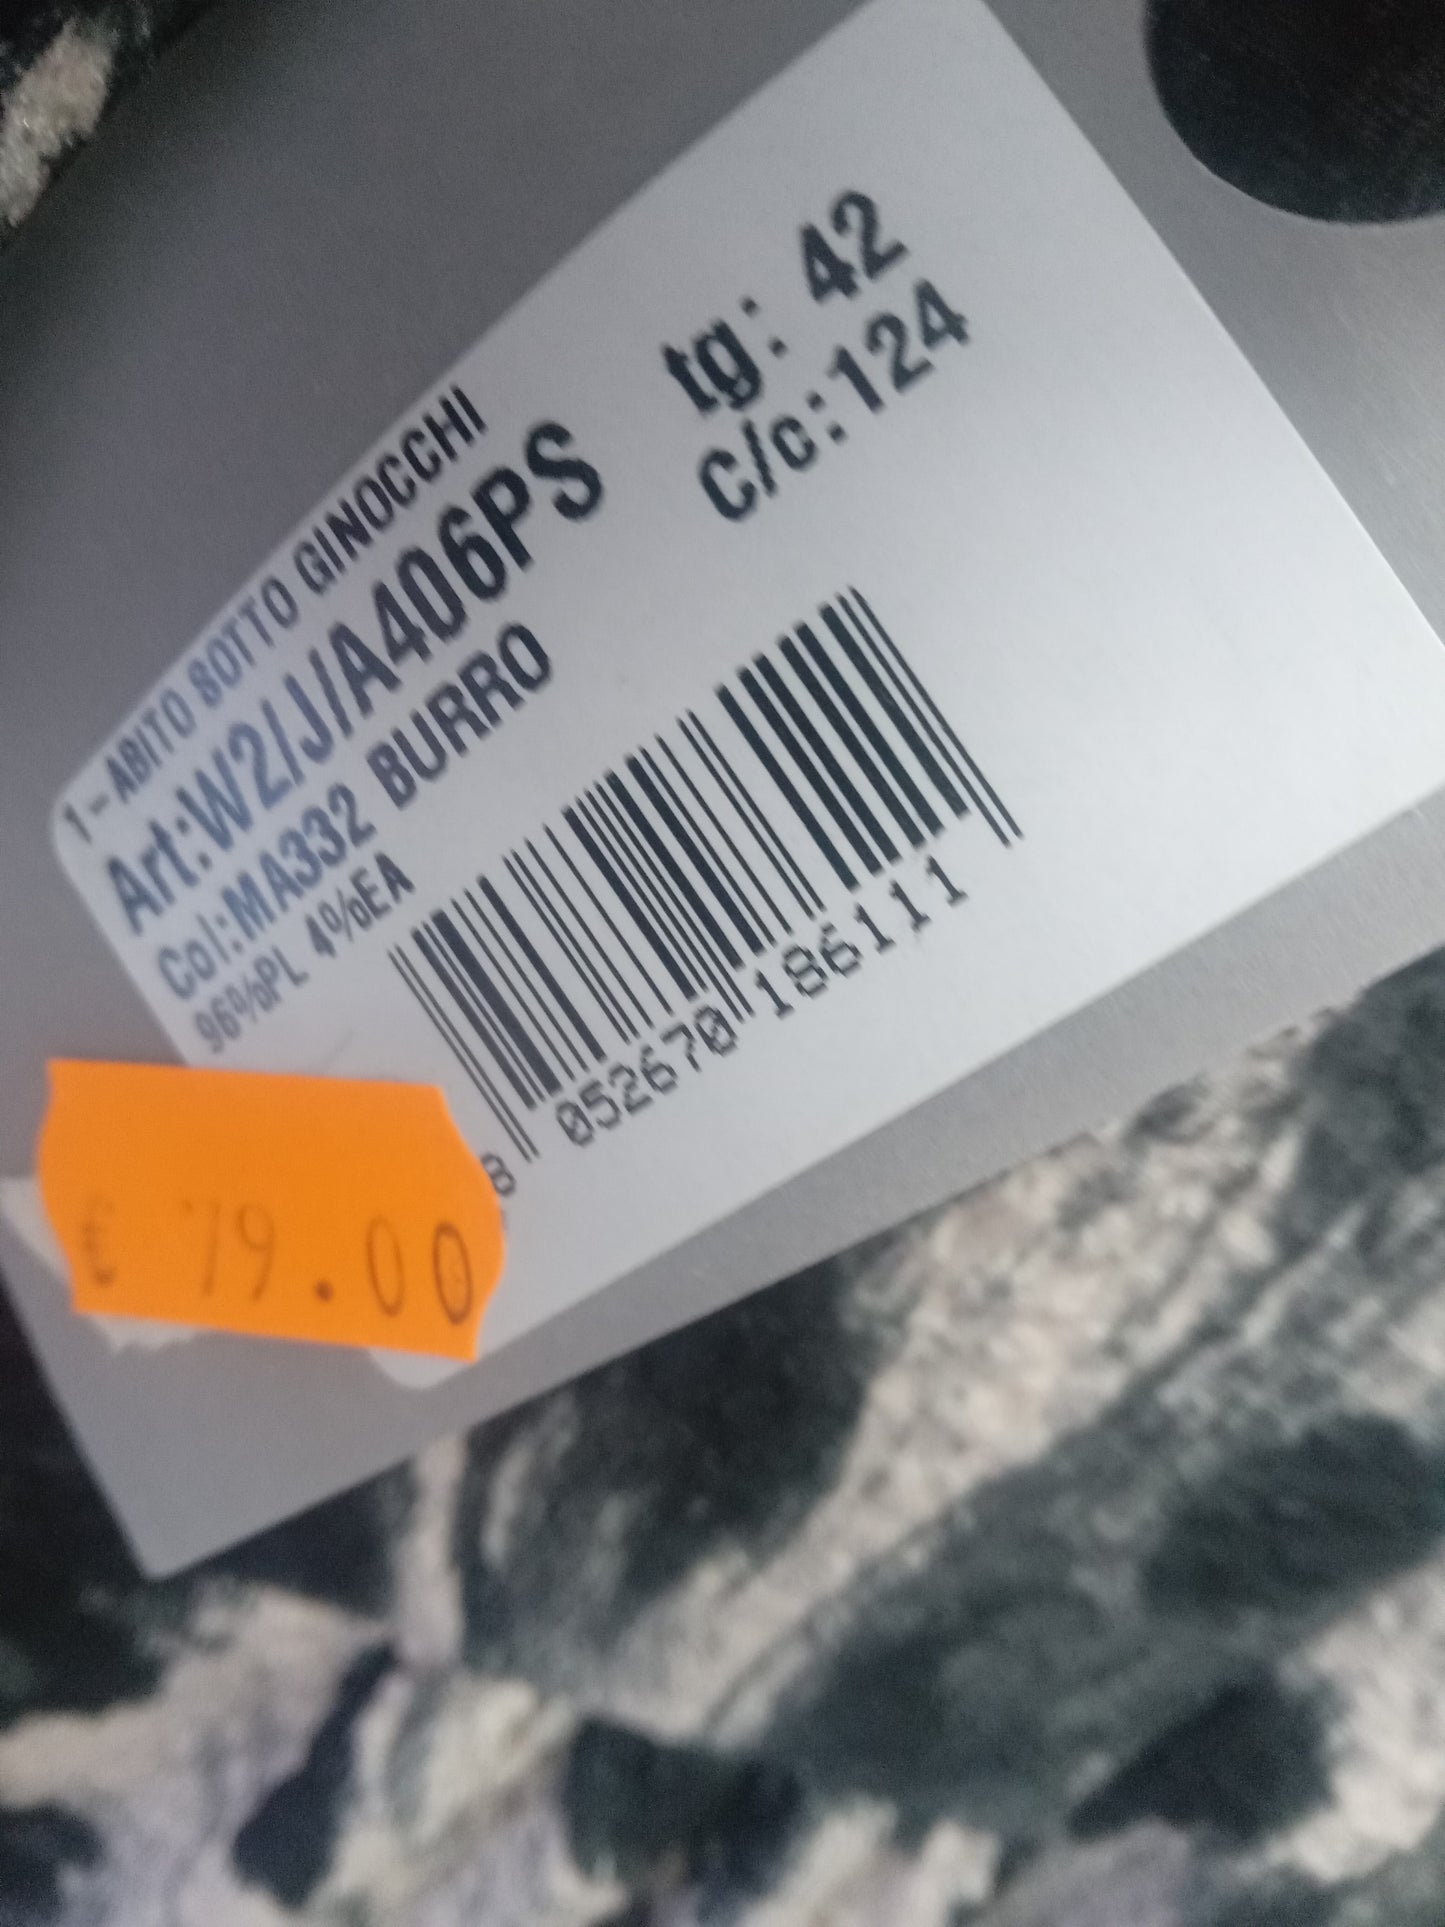 1 - ABITO SOTTO GINOCCHI
Art:W2/J/A406PS
tg: 42
Col:MA332 BURRO
C/c:124
96%PL 4%EA
8 052670 186111
€ 79.00